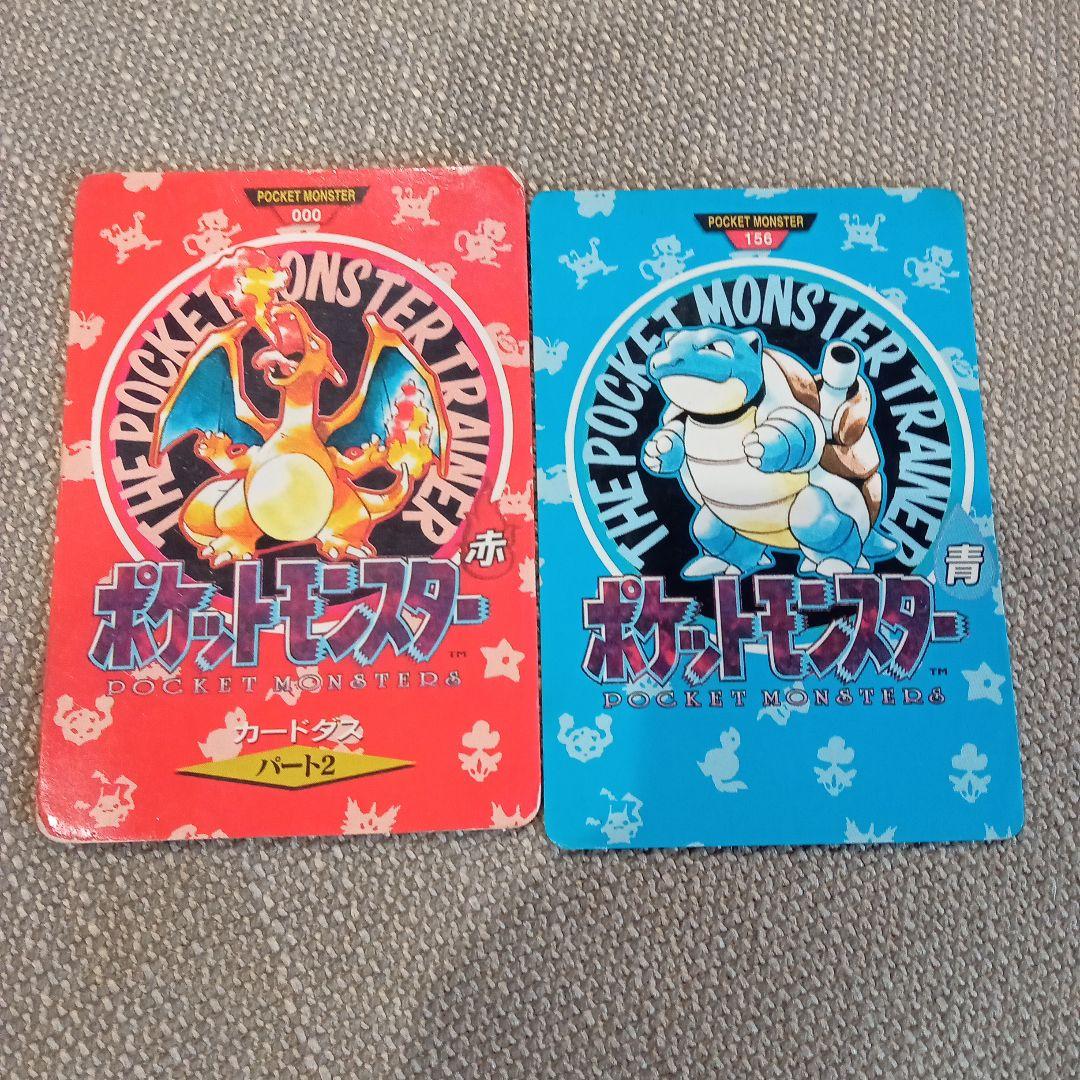 POCKET MONSTER
000
THE POCKET MONSTER TRAINER
赤
ポケットモンスター
TM
POCKET MONSTERS
カードダス
パート2
POCKET MONSTER
156
THE POCKET MONSTER TRAINER
青
ポケットモンスター
TM
POCKET MONSTERS